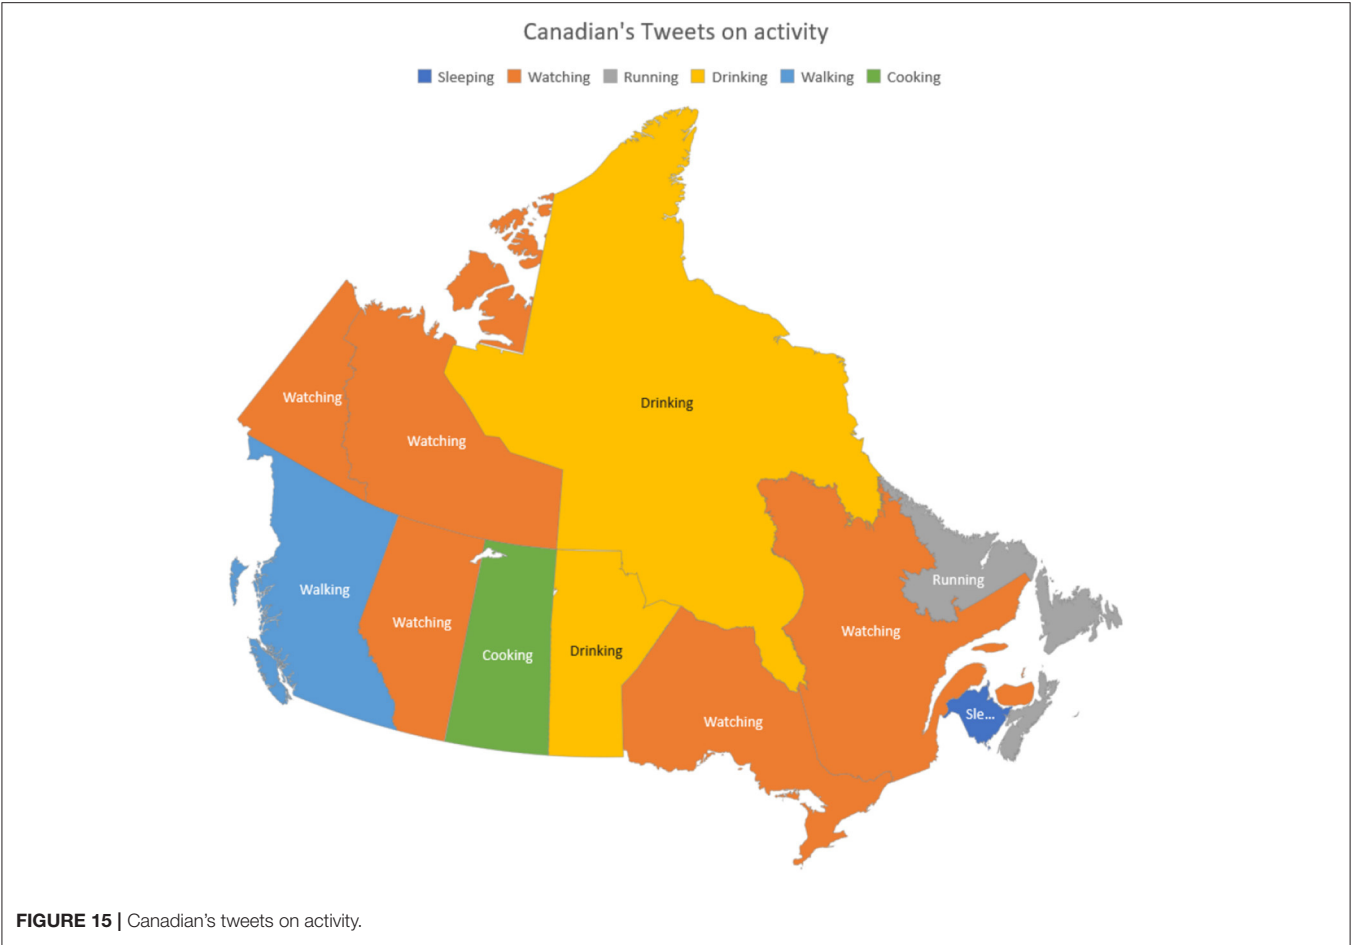 Canadian's Tweets on activity
Sleeping Watching Running Drinking Walking Cooking
Drinking
Watching
Watching
Running
Walking
Watching
Watching
Cooking
Drinking
Sle...
Watching
FIGURE 15 | Canadian’s tweets on activity.